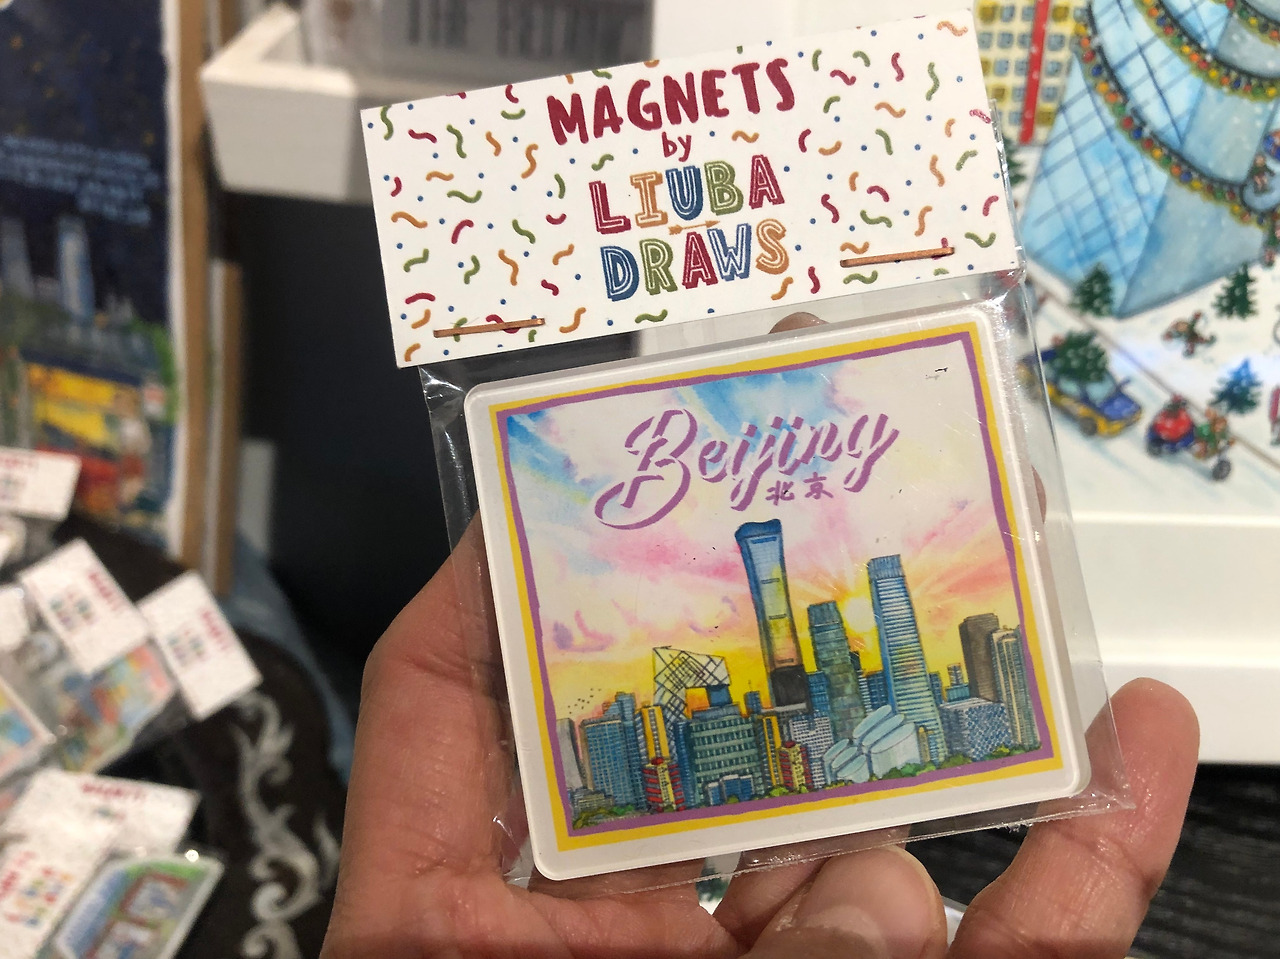 MAGNETS
by
LIUBA
DRAWS
Beijing
北京